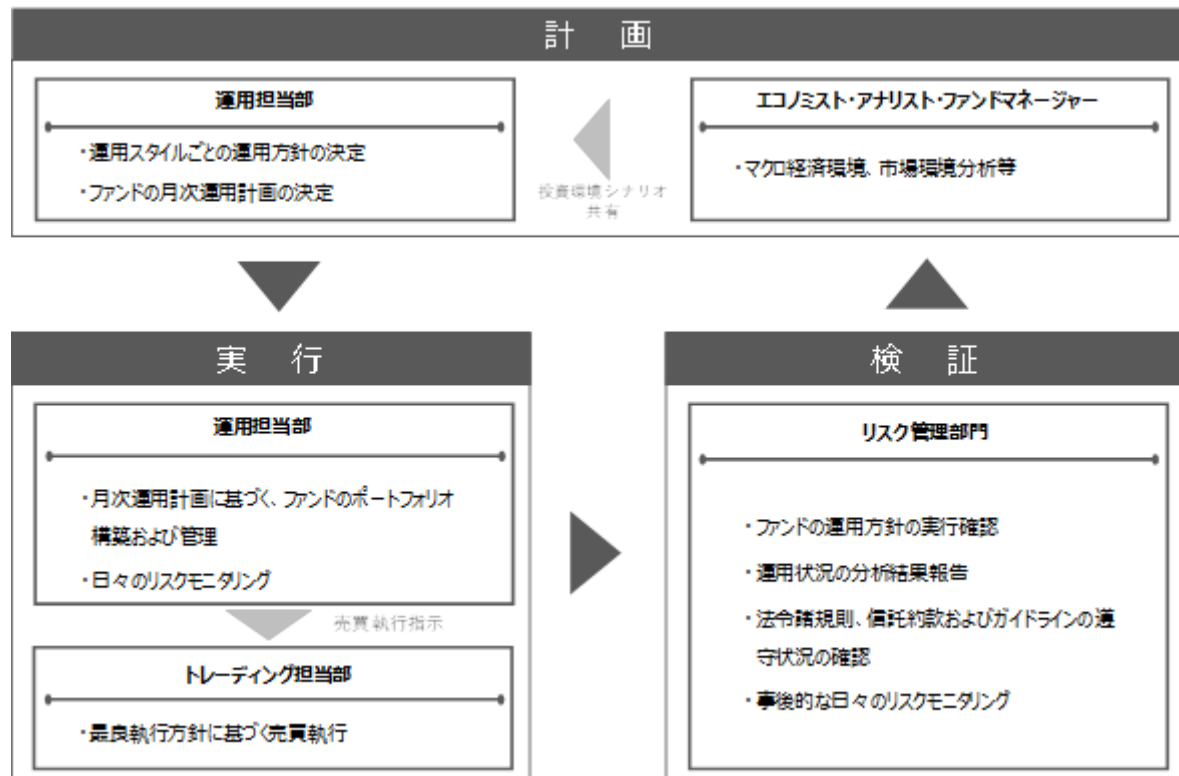 計 画
運用担当部
・運用スタイルごとの運用方針の決定
・ファンドの月次運用計画の決定
投資環境シナリオ
共有
エコノミスト・アナリスト・ファンドマネージャー
・マクロ経済環境、市場環境分析等
実 行
運用担当部
・月次運用計画に基づく、ファンドのポートフォリオ
構築および管理
・日々のリスクモニタリング
売買執行指示
トレーディング担当部
・最良執行方針に基づく売買執行
検 証
リスク管理部門
・ファンドの運用方針の実行確認
・運用状況の分析結果報告
・法令諸規則、信託約款およびガイドラインの遵
守状況の確認
・事後的な日々のリスクモニタリング